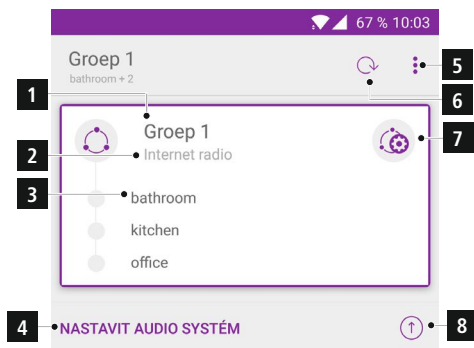 67 % 10:03
Groep 1
bathroom + 2
5
6
1
Groep 1
7
2
Internet radio
3
bathroom
kitchen
office
4
NASTAVIT AUDIO SYSTÉM
8